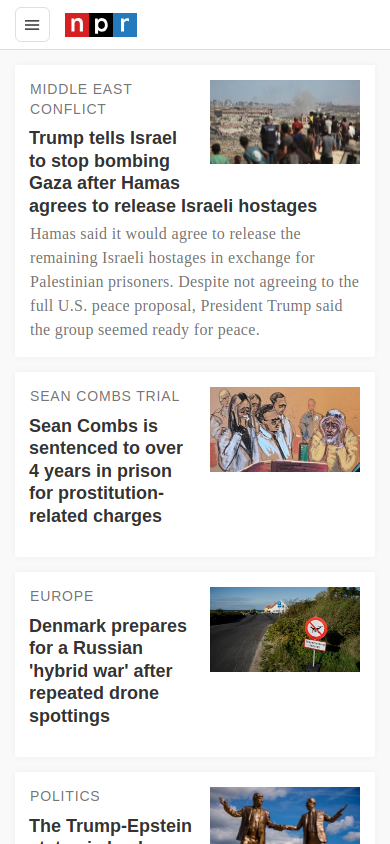 npr
MIDDLE EAST
CONFLICT
Trump tells Israel
to stop bombing
Gaza after Hamas
agrees to release Israeli hostages
Hamas said it would agree to release the
remaining Israeli hostages in exchange for
Palestinian prisoners. Despite not agreeing to the
full U.S. peace proposal, President Trump said
the group seemed ready for peace.
SEAN COMBS TRIAL
Sean Combs is
sentenced to over
4 years in prison
for prostitution-
related charges
EUROPE
Denmark prepares
for a Russian
'hybrid war' after
repeated drone
spottings
POLITICS
The Trump-Epstein